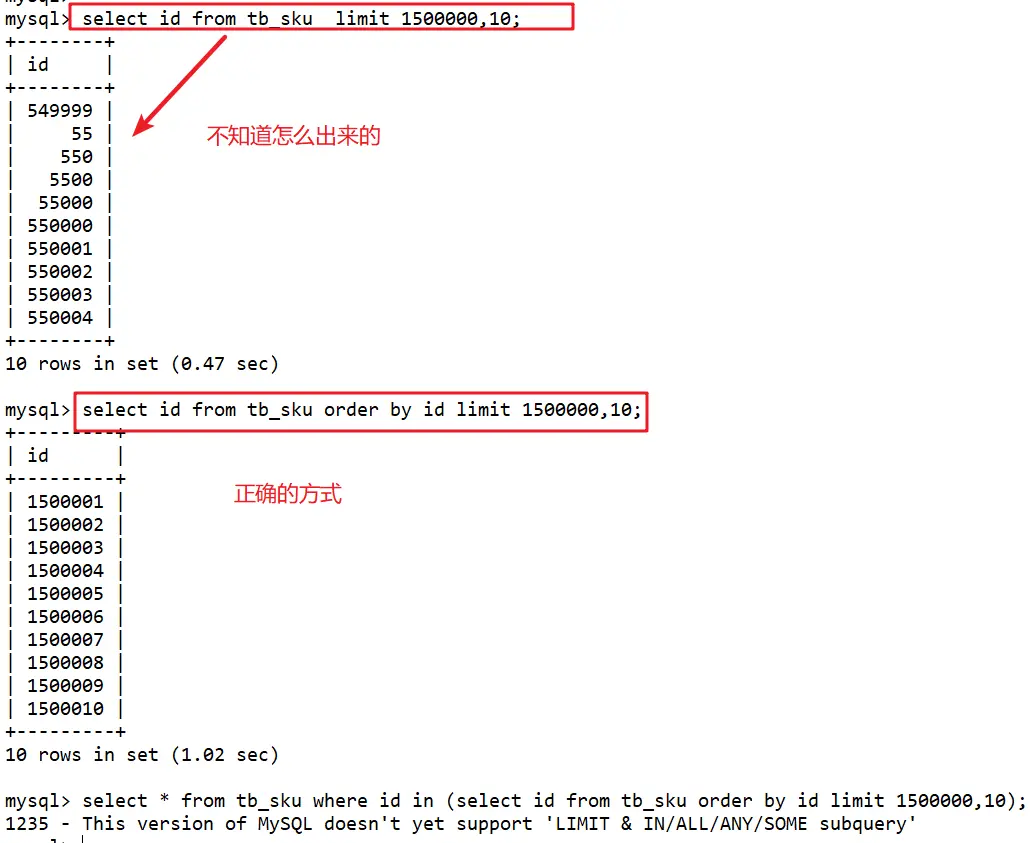 mysql>
mysql> select id from tb_sku  limit 1500000,10;
+--------+
| id     |
+--------+
| 549999 |
|     55 |
不知道怎么出来的
|    550 |
|   5500 |
|  55000 |
| 550000 |
| 550001 |
| 550002 |
| 550003 |
| 550004 |
+--------+
10 rows in set (0.47 sec)
mysql> select id from tb_sku order by id limit 1500000,10;
+---------+
| id      |
+---------+
| 1500001 |
正确的方式
| 1500002 |
| 1500003 |
| 1500004 |
| 1500005 |
| 1500006 |
| 1500007 |
| 1500008 |
| 1500009 |
| 1500010 |
+---------+
10 rows in set (1.02 sec)
mysql> select * from tb_sku where id in (select id from tb_sku order by id limit 1500000,10);
1235 - This version of MySQL doesn't yet support 'LIMIT & IN/ALL/ANY/SOME subquery'
mysql>